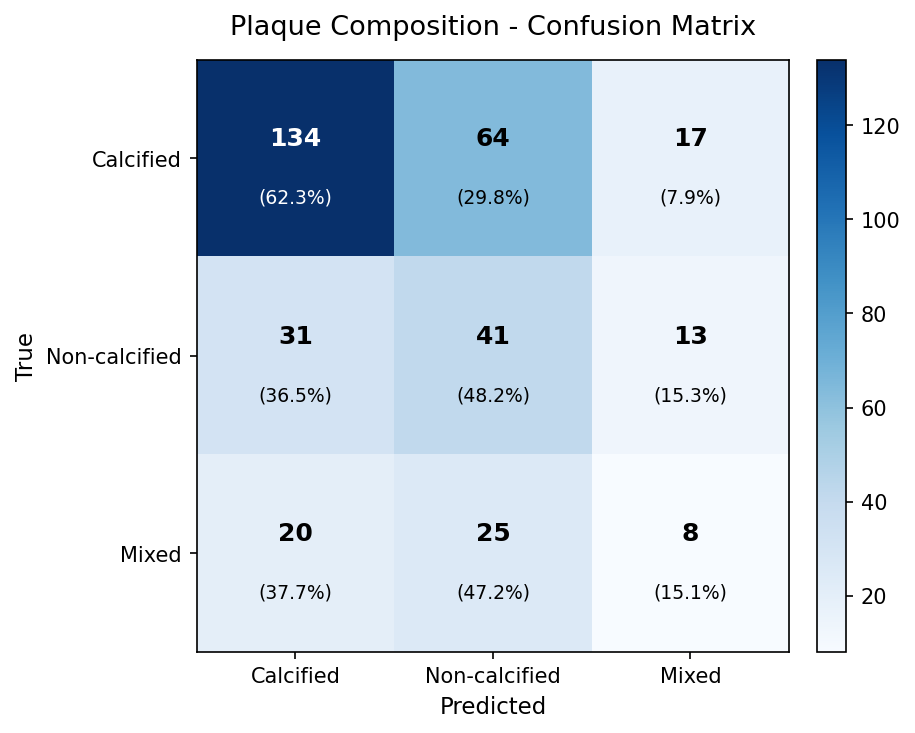 Plaque Composition - Confusion Matrix
True
Calcified
134
64
17
(62.3%)
(29.8%)
(7.9%)
Non-calcified
31
41
13
(36.5%)
(48.2%)
(15.3%)
Mixed
20
25
8
(37.7%)
(47.2%)
(15.1%)
Calcified
Non-calcified
Mixed
Predicted
120
100
80
60
40
20